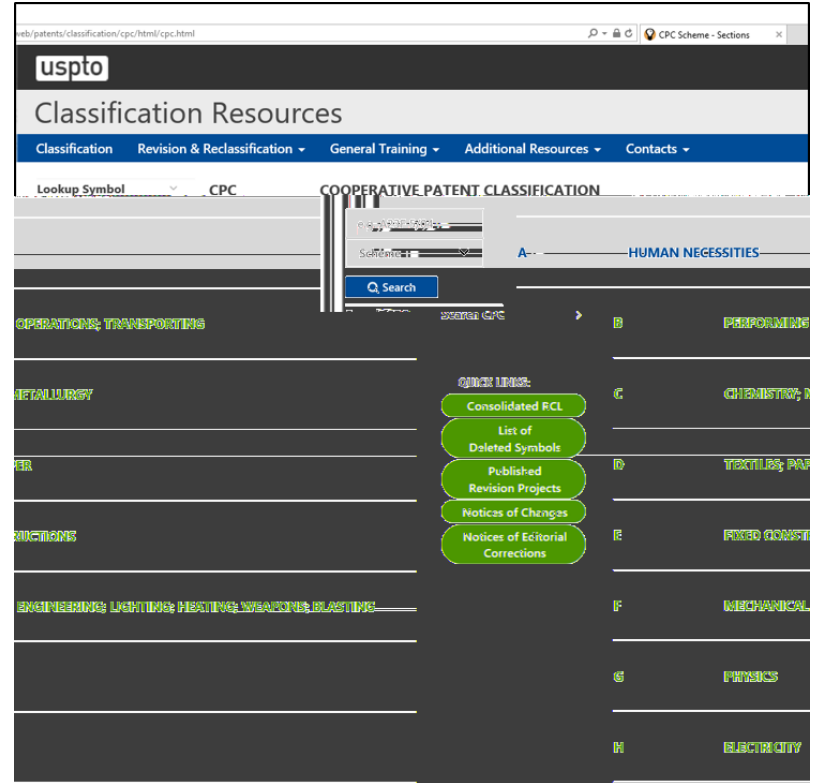 web/patents/classification/cpc/html/cpc.html
CPC Scheme - Sections
uspto
Classification Resources
Classification Revision & Reclassification General Training Additional Resources Contacts
Lookup Symbol CPC COOPERATIVE PATENT CLASSIFICATION
Scheme
A HUMAN NECESSITIES
Search
Search CPC
B PERFORMING
OPERATIONS; TRANSPORTING
QUICK LINKS:
C CHEMISTRY;
METALLURGY
Consolidated RCL
List of
Deleted Symbols
D TEXTILES;
Published
Revision Projects
Notices of Changes
E FIXED
Notices of Editorial
Corrections
F MECHANICAL
ENGINEERING; LIGHTING; HEATING; WEAPONS; BLASTING
G PHYSICS
H ELECTRICITY